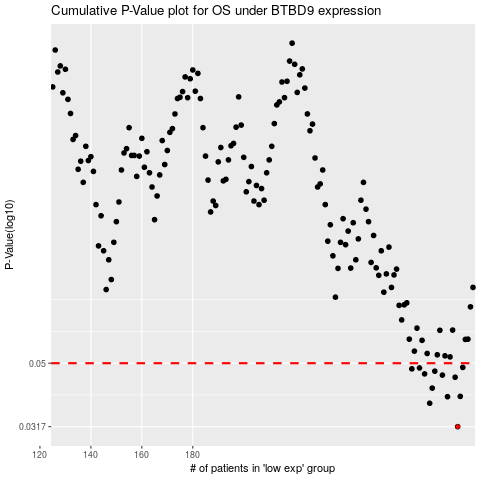 Cumulative P-Value plot for OS under BTBD9 expression
P-Value(log10)
0.05
0.0317
120 140 160 180
# of patients in 'low exp' group